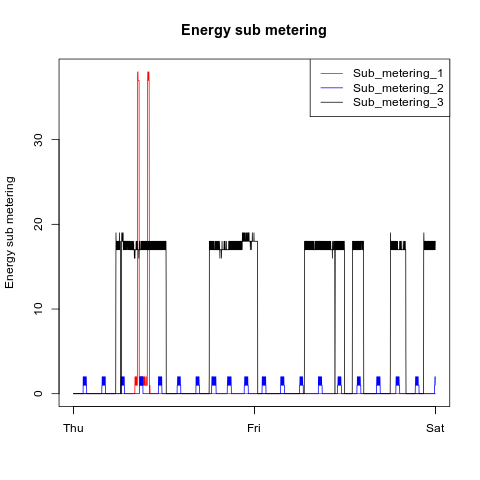 Energy sub metering
Sub_metering_1
Sub_metering_2
Sub_metering_3
Energy sub metering
30
20
10
0
Thu
Fri
Sat